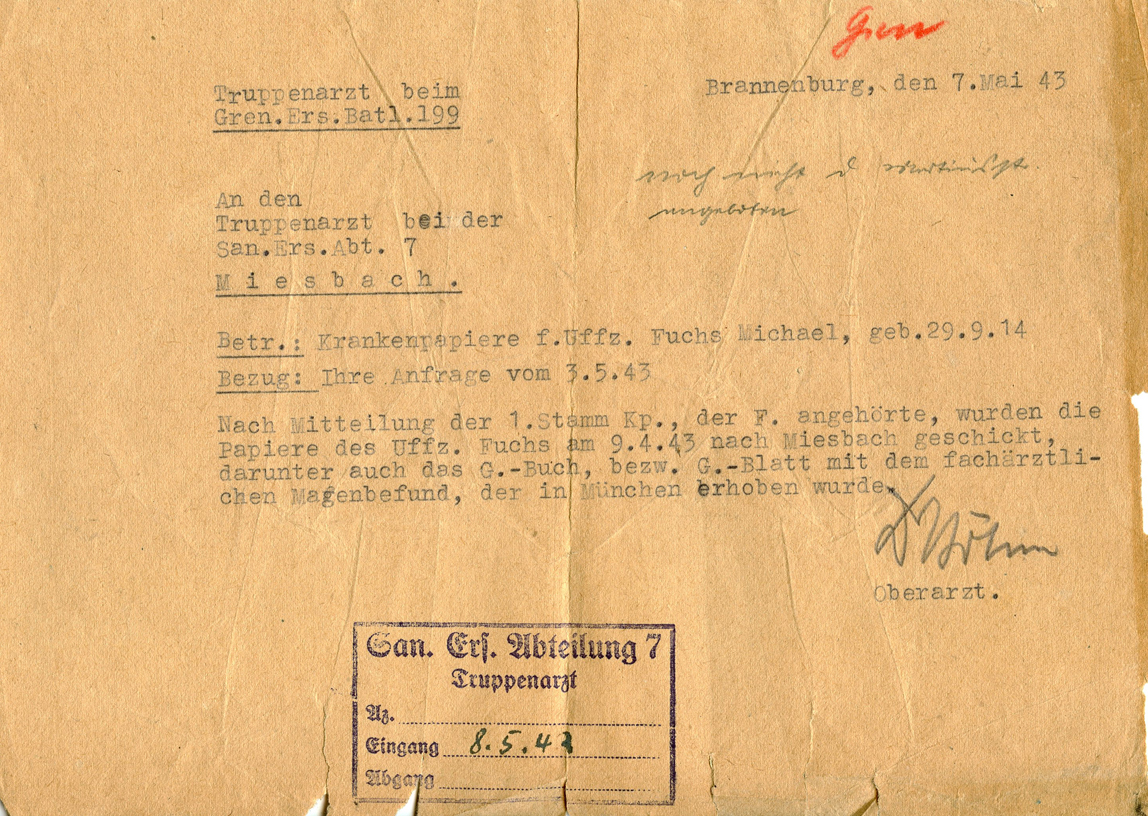 Truppenarzt beim
Gren.Ers.Batl.199
Brannenburg, den 7.Mai 43
noch nicht
angeboten
An den
Truppenarzt bei der
San.Ers.Abt. 7
Miesbach.
Betr.: Krankenpapiere f.Uffz. Fuchs Michael, geb.29.9.14
Bezug: Ihre Anfrage vom 3.5.43
Nach Mitteilung der 1.Stamm Kp., der F. angehörte, wurden die
Papiere des Uffz. Fuchs am 9.4.43 nach Miesbach geschickt,
darunter auch das G.-Buch, bezw. G.-Blatt mit dem fachärztli-
chen Magenbefund, der in München erhoben wurde.
Oberarzt.
San. Ers. Abteilung 7
Truppenarzt
Az.
Eingang 8.5.43
Abgang